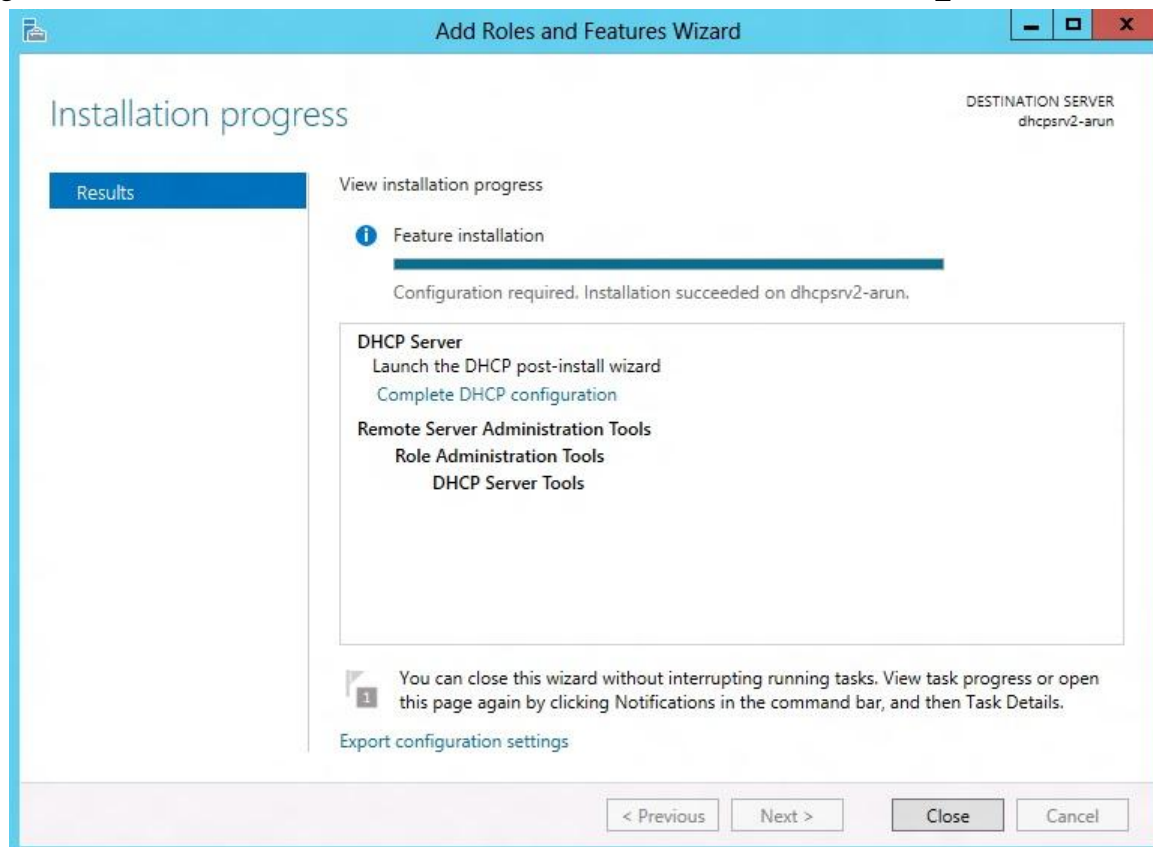 Add Roles and Features Wizard
Installation progress
DESTINATION SERVER
dhcpsrv2-arun
Results
View installation progress
Feature installation
Configuration required. Installation succeeded on dhcpsrv2-arun.
DHCP Server
Launch the DHCP post-install wizard
Complete DHCP configuration
Remote Server Administration Tools
Role Administration Tools
DHCP Server Tools
1
You can close this wizard without interrupting running tasks. View task progress or open
this page again by clicking Notifications in the command bar, and then Task Details.
Export configuration settings
< Previous
Next >
Close
Cancel